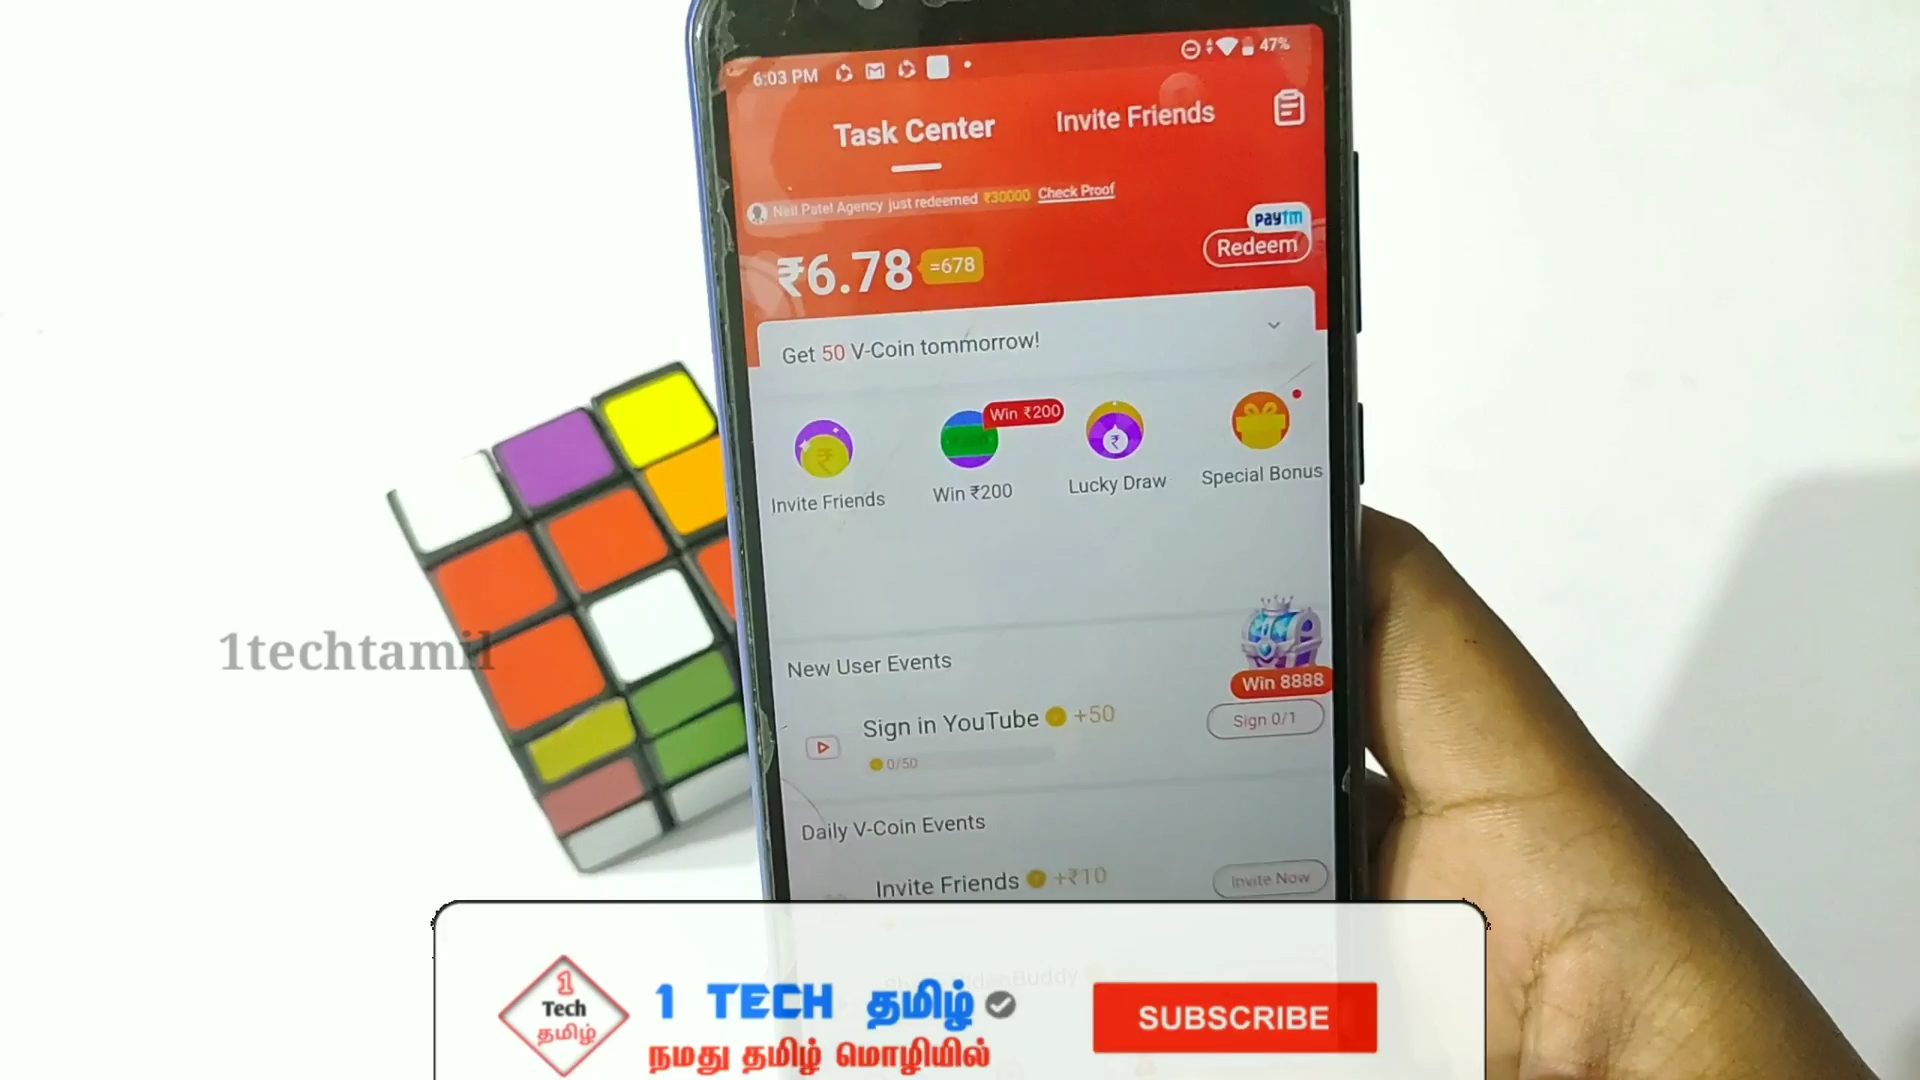 6:03 PM
47%
Task Center
Invite Friends
Neil Patel Agency just redeemed ₹30000 Check Proof
paytm
₹6.78
=678
Redeem
Get 50 V-Coin tommorrow!
Win ₹200
Invite Friends
Win ₹200
Lucky Draw
Special Bonus
1techtamil
New User Events
Win 8888
Sign in YouTube +50
Sign 0/1
0/50
Daily V-Coin Events
Invite Friends +₹10
Invite Now
1
Tech
தமிழ்
1 TECH தமிழ்
நமது தமிழ் மொழியில்
SUBSCRIBE